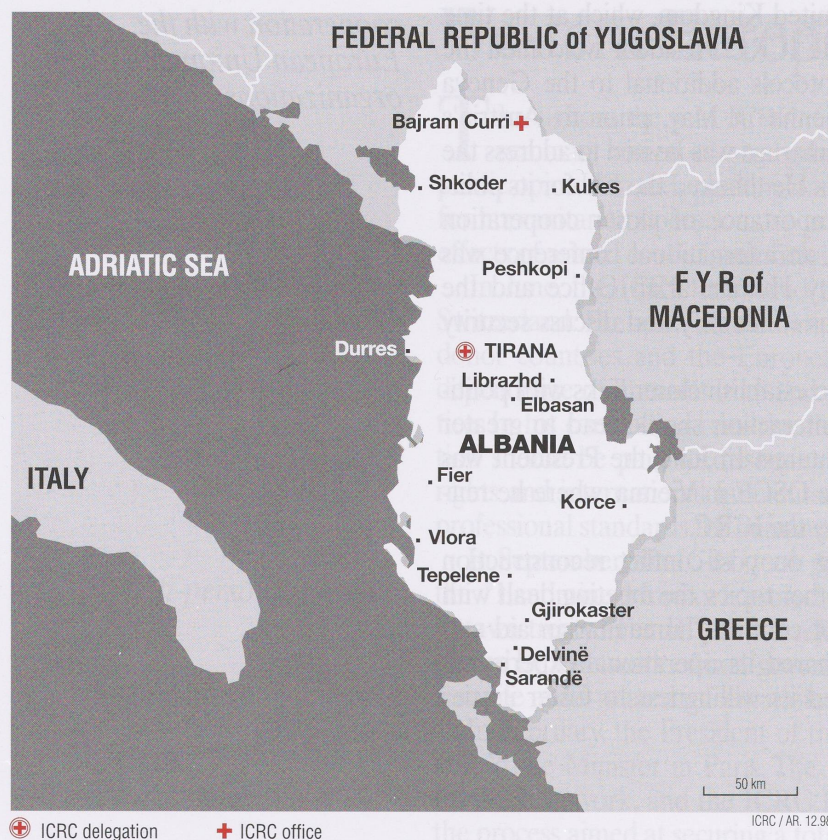 FEDERAL REPUBLIC of YUGOSLAVIA
Bajram Curri
Shkoder
Kukes
ADRIATIC SEA
Peshkopi
F Y R of
MACEDONIA
Durres
TIRANA
Librazhd
Elbasan
ALBANIA
ITALY
Fier
Korce
Vlora
Tepelene
Gjirokaster
GREECE
Delvinë
Sarandë
50 km
ICRC / AR. 12.98
ICRC delegation
ICRC office